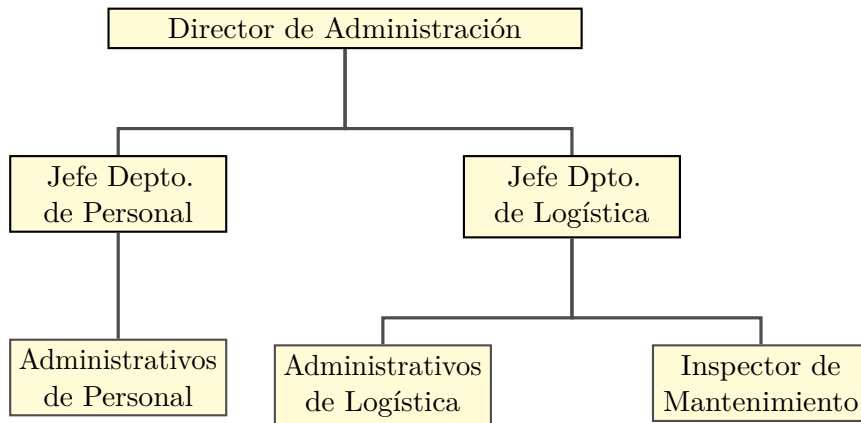 Director de Administración
Jefe Depto.
de Personal
Jefe Dpto.
de Logística
Administrativos
de Personal
Administrativos
de Logística
Inspector de
Mantenimiento